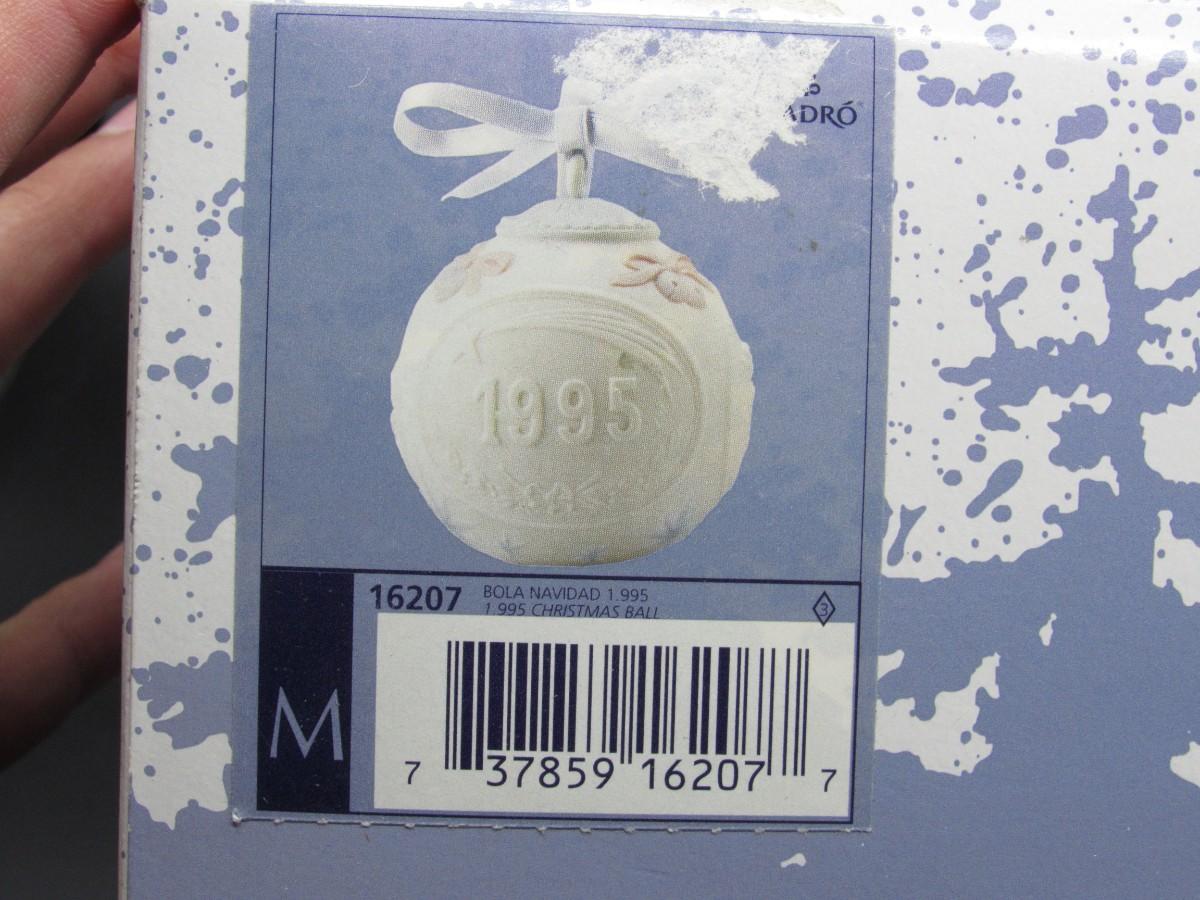 ADRÓ
1995
16207 BOLA NAVIDAD 1.995
1.995 CHRISTMAS BALL
3
M
7 37859 16207 7